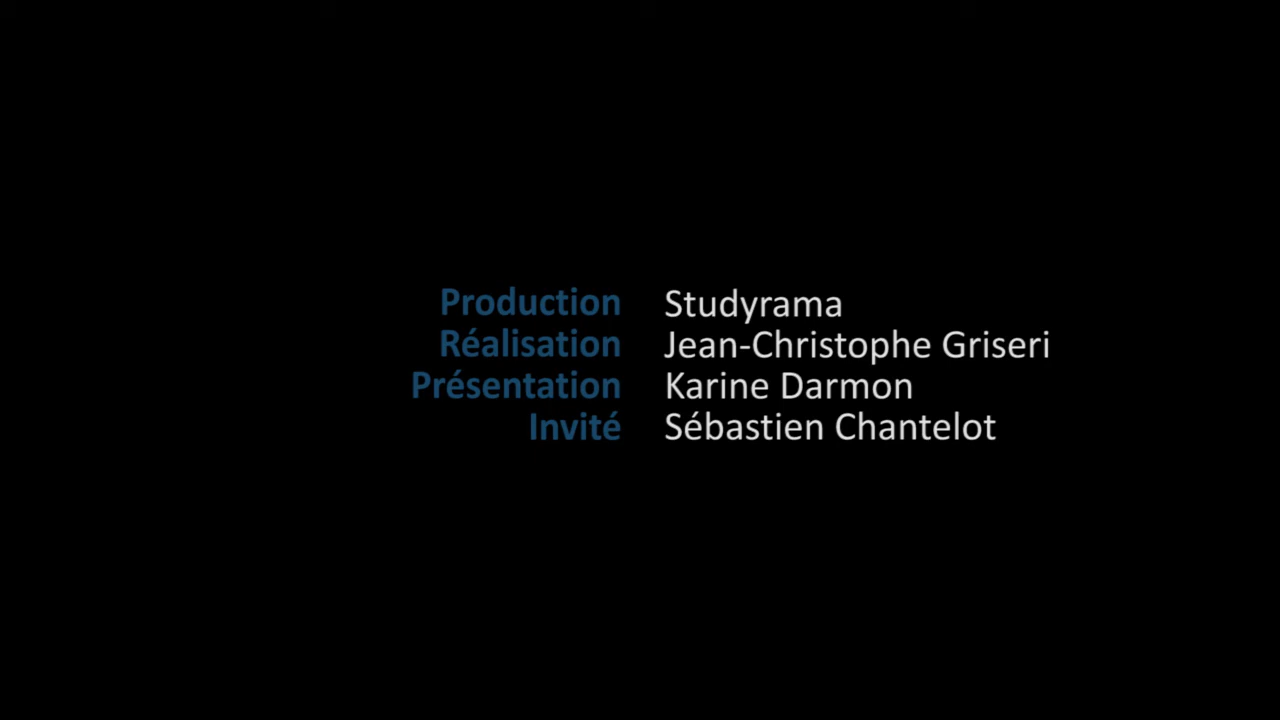 Production Studyrama
Réalisation Jean-Christophe Griseri
Présentation Karine Darmon
Invité Sébastien Chantelot